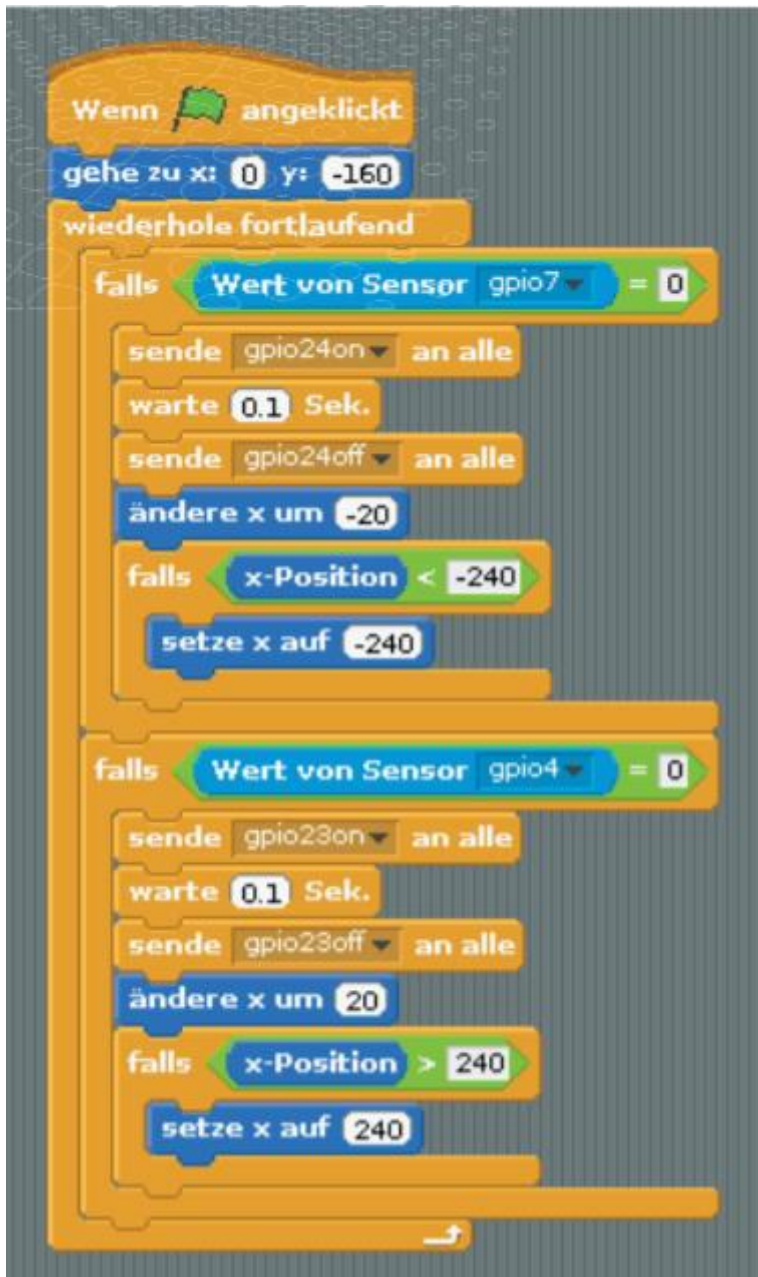 Wenn angeklickt
gehe zu x: 0 y: -160
wiederhole fortlaufend
falls Wert von Sensor gpio7 = 0
sende gpio24on an alle
warte 0.1 Sek.
sende gpio24off an alle
ändere x um -20
falls x-Position < -240
setze x auf -240
falls Wert von Sensor gpio4 = 0
sende gpio23on an alle
warte 0.1 Sek.
sende gpio23off an alle
ändere x um 20
falls x-Position > 240
setze x auf 240